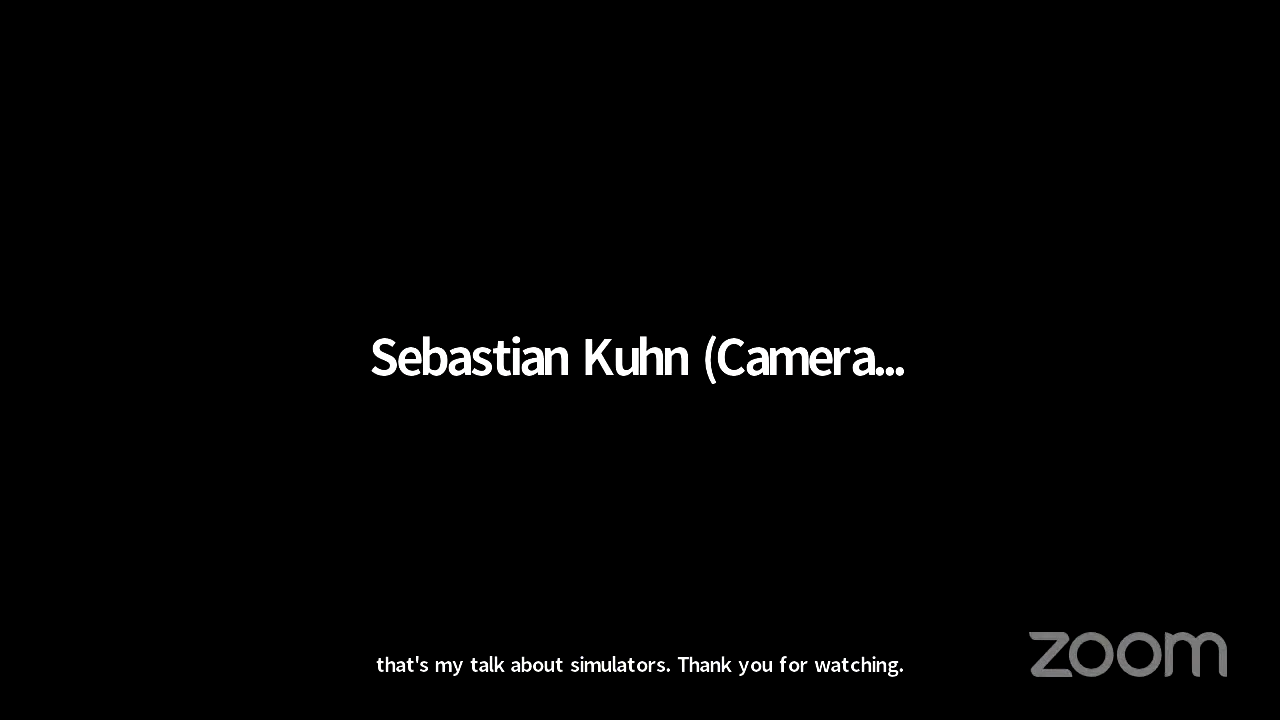 Sebastian Kuhn (Camera...
that's my talk about simulators. Thank you for watching.
zoom